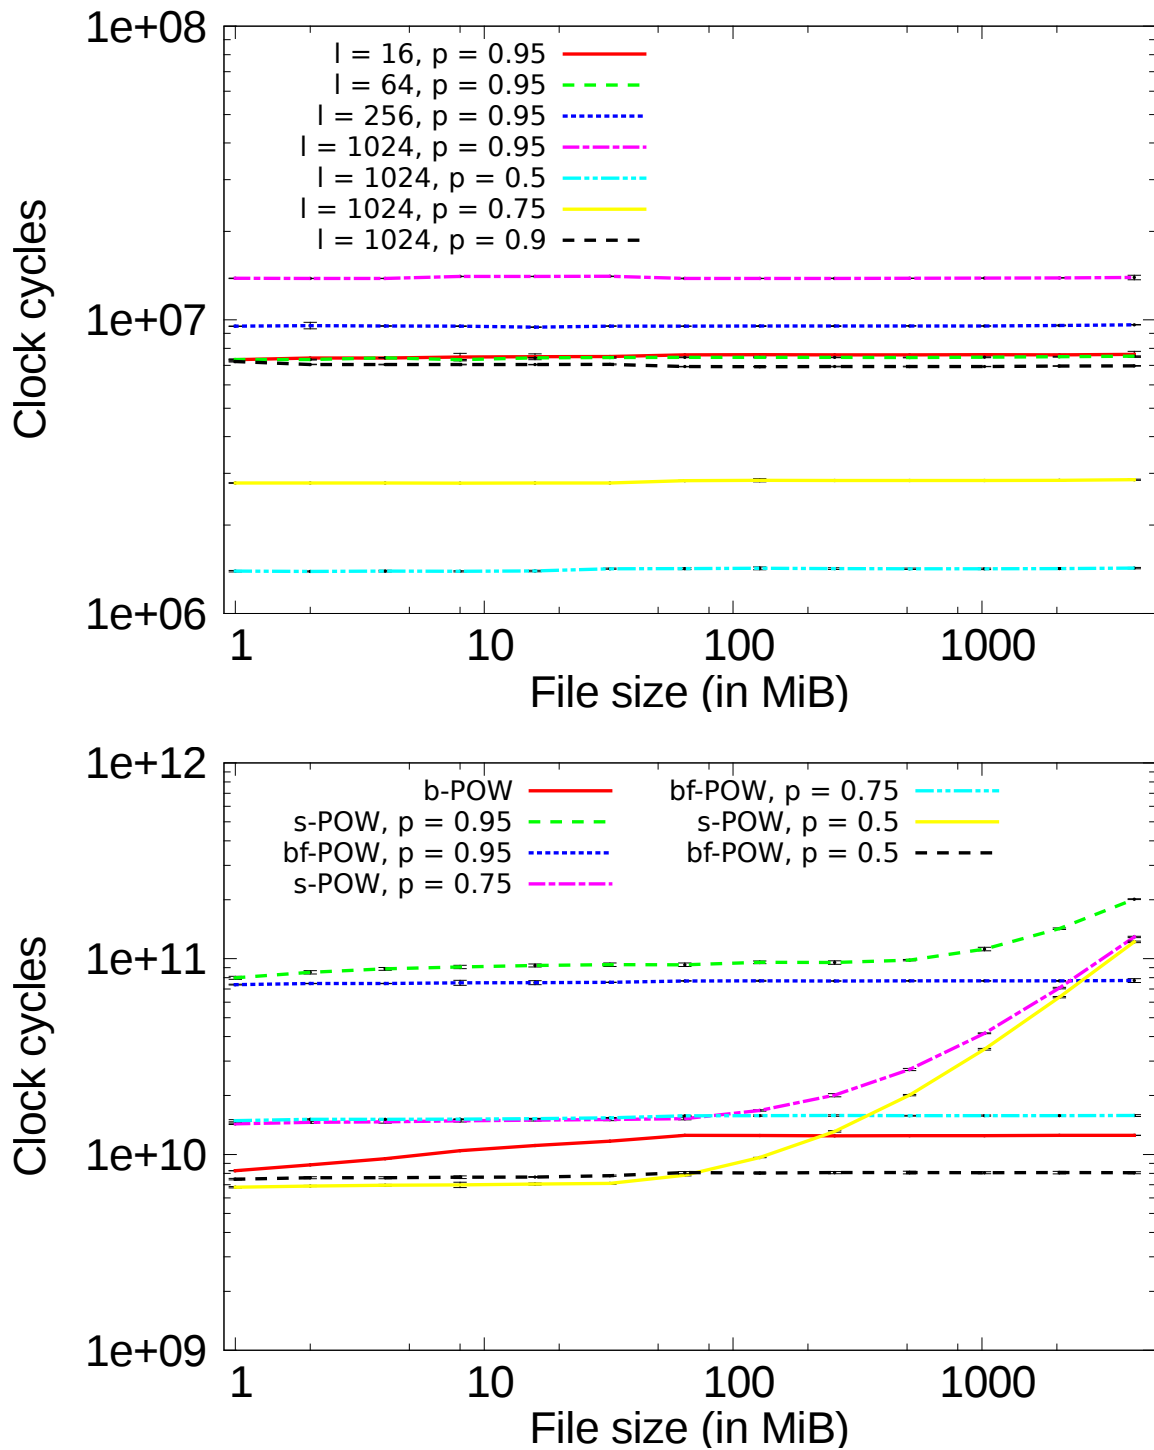 1e+08
l = 16, p = 0.95
l = 64, p = 0.95
l = 256, p = 0.95
l = 1024, p = 0.95
l = 1024, p = 0.5
l = 1024, p = 0.75
l = 1024, p = 0.9
Clock cycles
1e+07
1e+06
1 10 100 1000
File size (in MiB)
1e+12
b-POW
s-POW, p = 0.95
bf-POW, p = 0.95
s-POW, p = 0.75
bf-POW, p = 0.75
s-POW, p = 0.5
bf-POW, p = 0.5
Clock cycles
1e+11
1e+10
1e+09
1 10 100 1000
File size (in MiB)